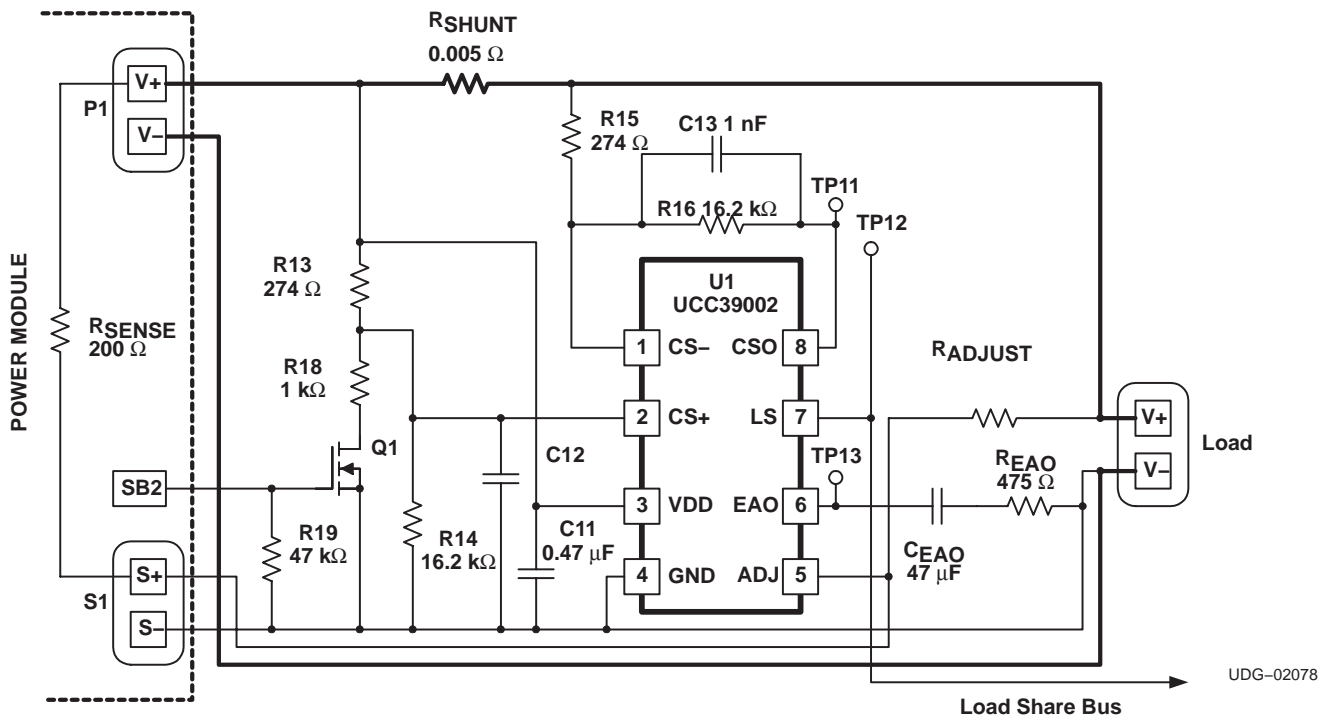 RSHUNT
0.005 Ω
V+
P1
V–
R15
274 Ω
C13 1 nF
TP11
R16 16.2 kΩ
TP12
POWER MODULE
RSENSE
200 Ω
R13
274 Ω
U1
UCC39002
1 CS– CSO 8
RADJUST
R18
1 kΩ
2 CS+ LS 7
V+
Load
V–
Q1
C12
TP13
REAO
475 Ω
SB2
3 VDD EAO 6
R19
47 kΩ
R14
16.2 kΩ
C11
0.47 μF
CEAO
47 μF
4 GND ADJ 5
S+
S1
S–
Load Share Bus
UDG–02078